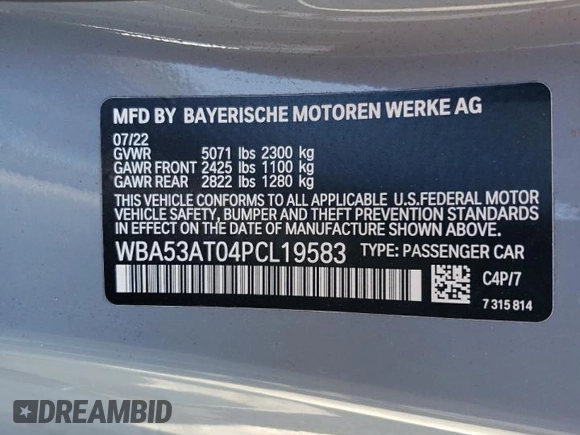 MFD BY BAYERISCHE MOTOREN WERKE AG
07/22
GVWR 5071 lbs 2300 kg
GAWR FRONT 2425 lbs 1100 kg
GAWR REAR 2822 lbs 1280 kg
THIS VEHICLE CONFORMS TO ALL APPLICABLE U.S.FEDERAL MOTOR
VEHICLE SAFETY, BUMPER AND THEFT PREVENTION STANDARDS
IN EFFECT ON THE DATE OF MANUFACTURE SHOWN ABOVE.
WBA53AT04PCL19583 TYPE: PASSENGER CAR
C4P/7
7 315 814
DREAMBID